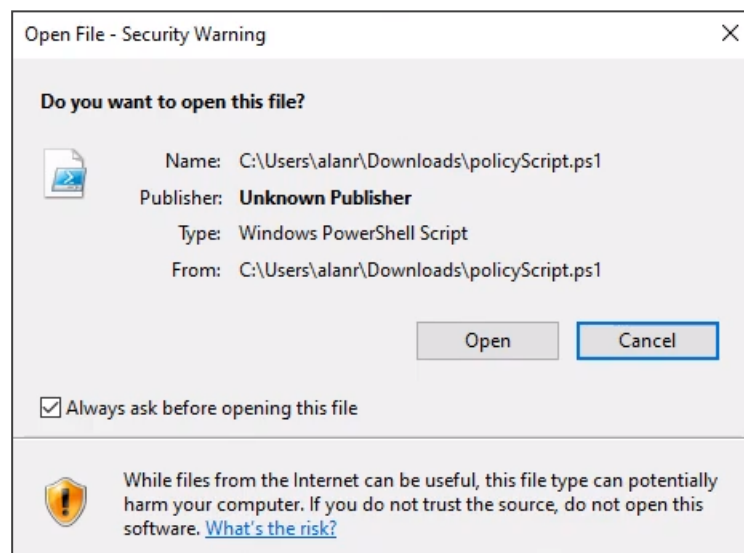 Open File - Security Warning
Do you want to open this file?
Name: C:\Users\alanr\Downloads\policyScript.ps1
Publisher: Unknown Publisher
Type: Windows PowerShell Script
From: C:\Users\alanr\Downloads\policyScript.ps1
Open Cancel
Always ask before opening this file
While files from the Internet can be useful, this file type can potentially
harm your computer. If you do not trust the source, do not open this
software. What's the risk?